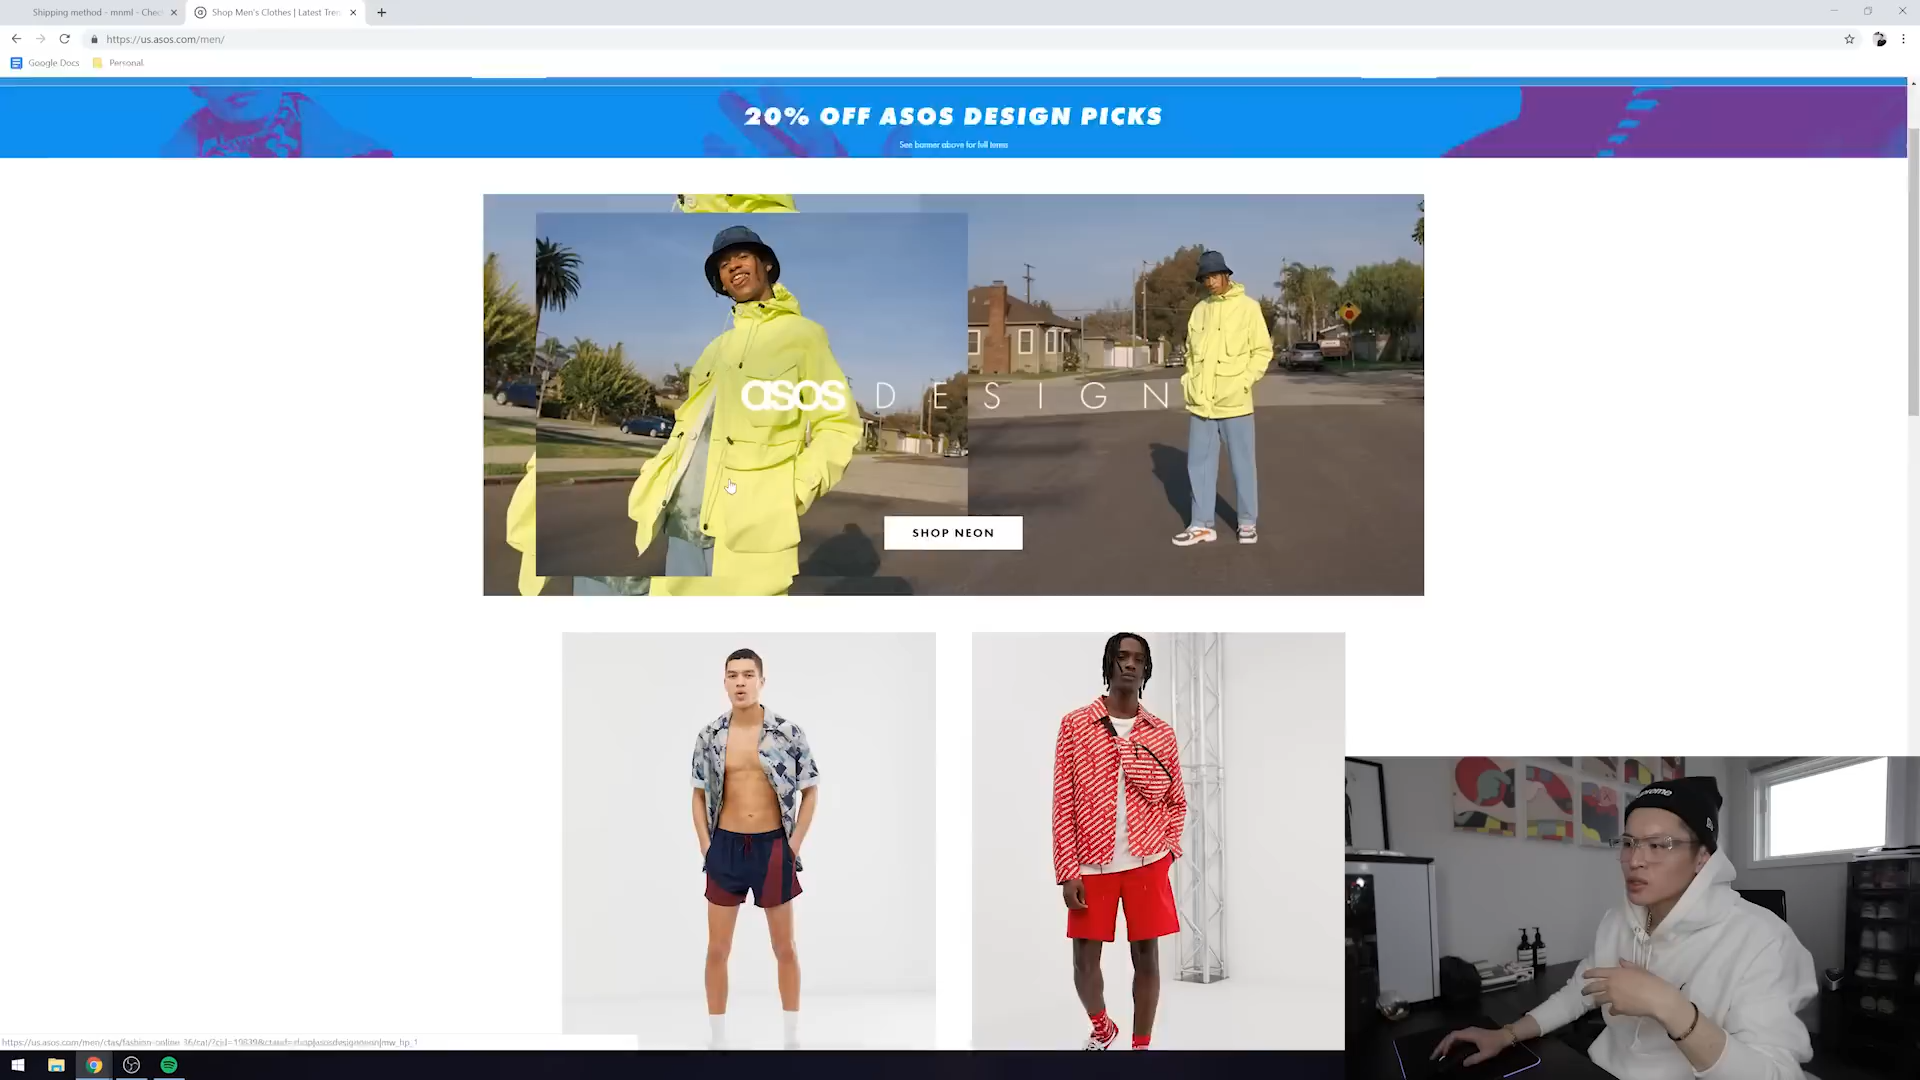 Shipping method - mnml - Chec
Shop Men's Clothes | Latest Tren
https://us.asos.com/men/
Google Docs
Personal
20% OFF ASOS DESIGN PICKS
See banner above for full terms
asos DESIGN
SHOP NEON